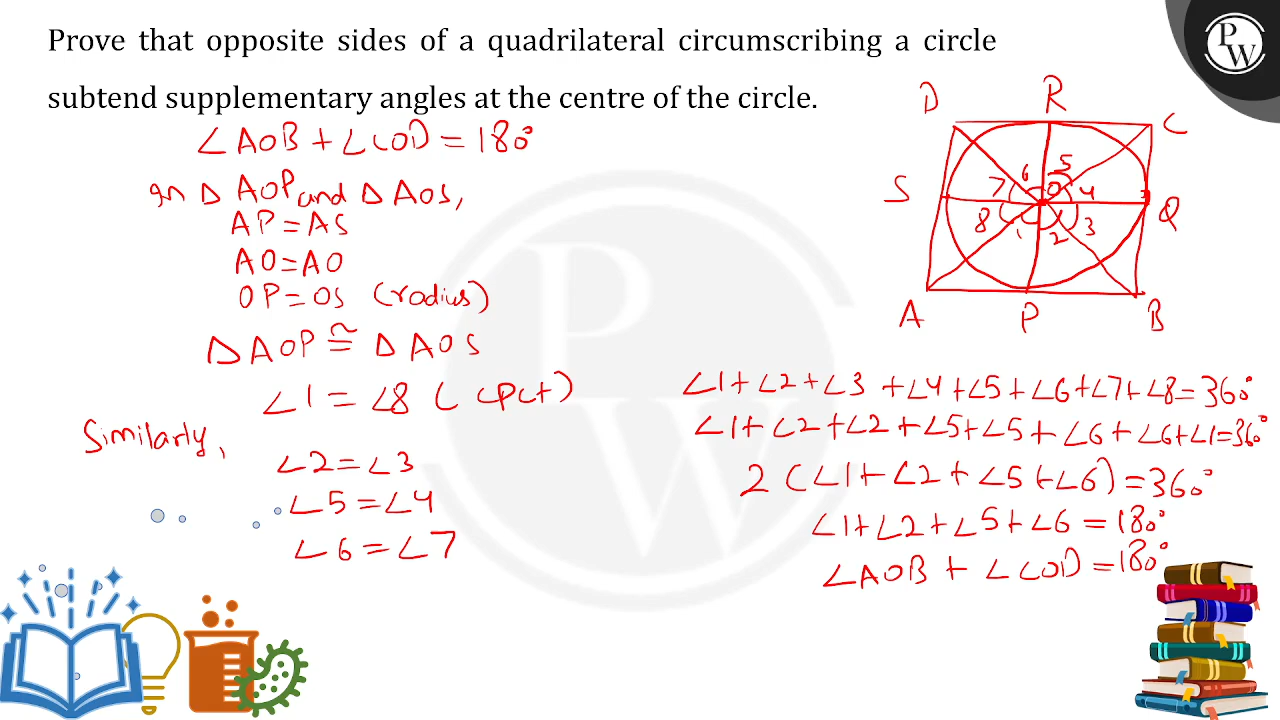 Prove that opposite sides of a quadrilateral circumscribing a circle
subtend supplementary angles at the centre of the circle.
PW
∠AOB + ∠COD = 180°
In △ AOP and △ AOS,
AP = AS
AO = AO
OP = OS (radius)
△ AOP ≅ △ AOS
∠1 = ∠8 (cpct)
Similarly,
∠2 = ∠3
∠5 = ∠4
∠6 = ∠7
D R C
6 5
S 7 O 4 Q
8 1 2 3
A P B
∠1 + ∠2 + ∠3 + ∠4 + ∠5 + ∠6 + ∠7 + ∠8 = 360°
∠1 + ∠2 + ∠2 + ∠5 + ∠5 + ∠6 + ∠6 + ∠1 = 360°
2 (∠1 + ∠2 + ∠5 + ∠6) = 360°
∠1 + ∠2 + ∠5 + ∠6 = 180°
∠AOB + ∠COD = 180°
PW